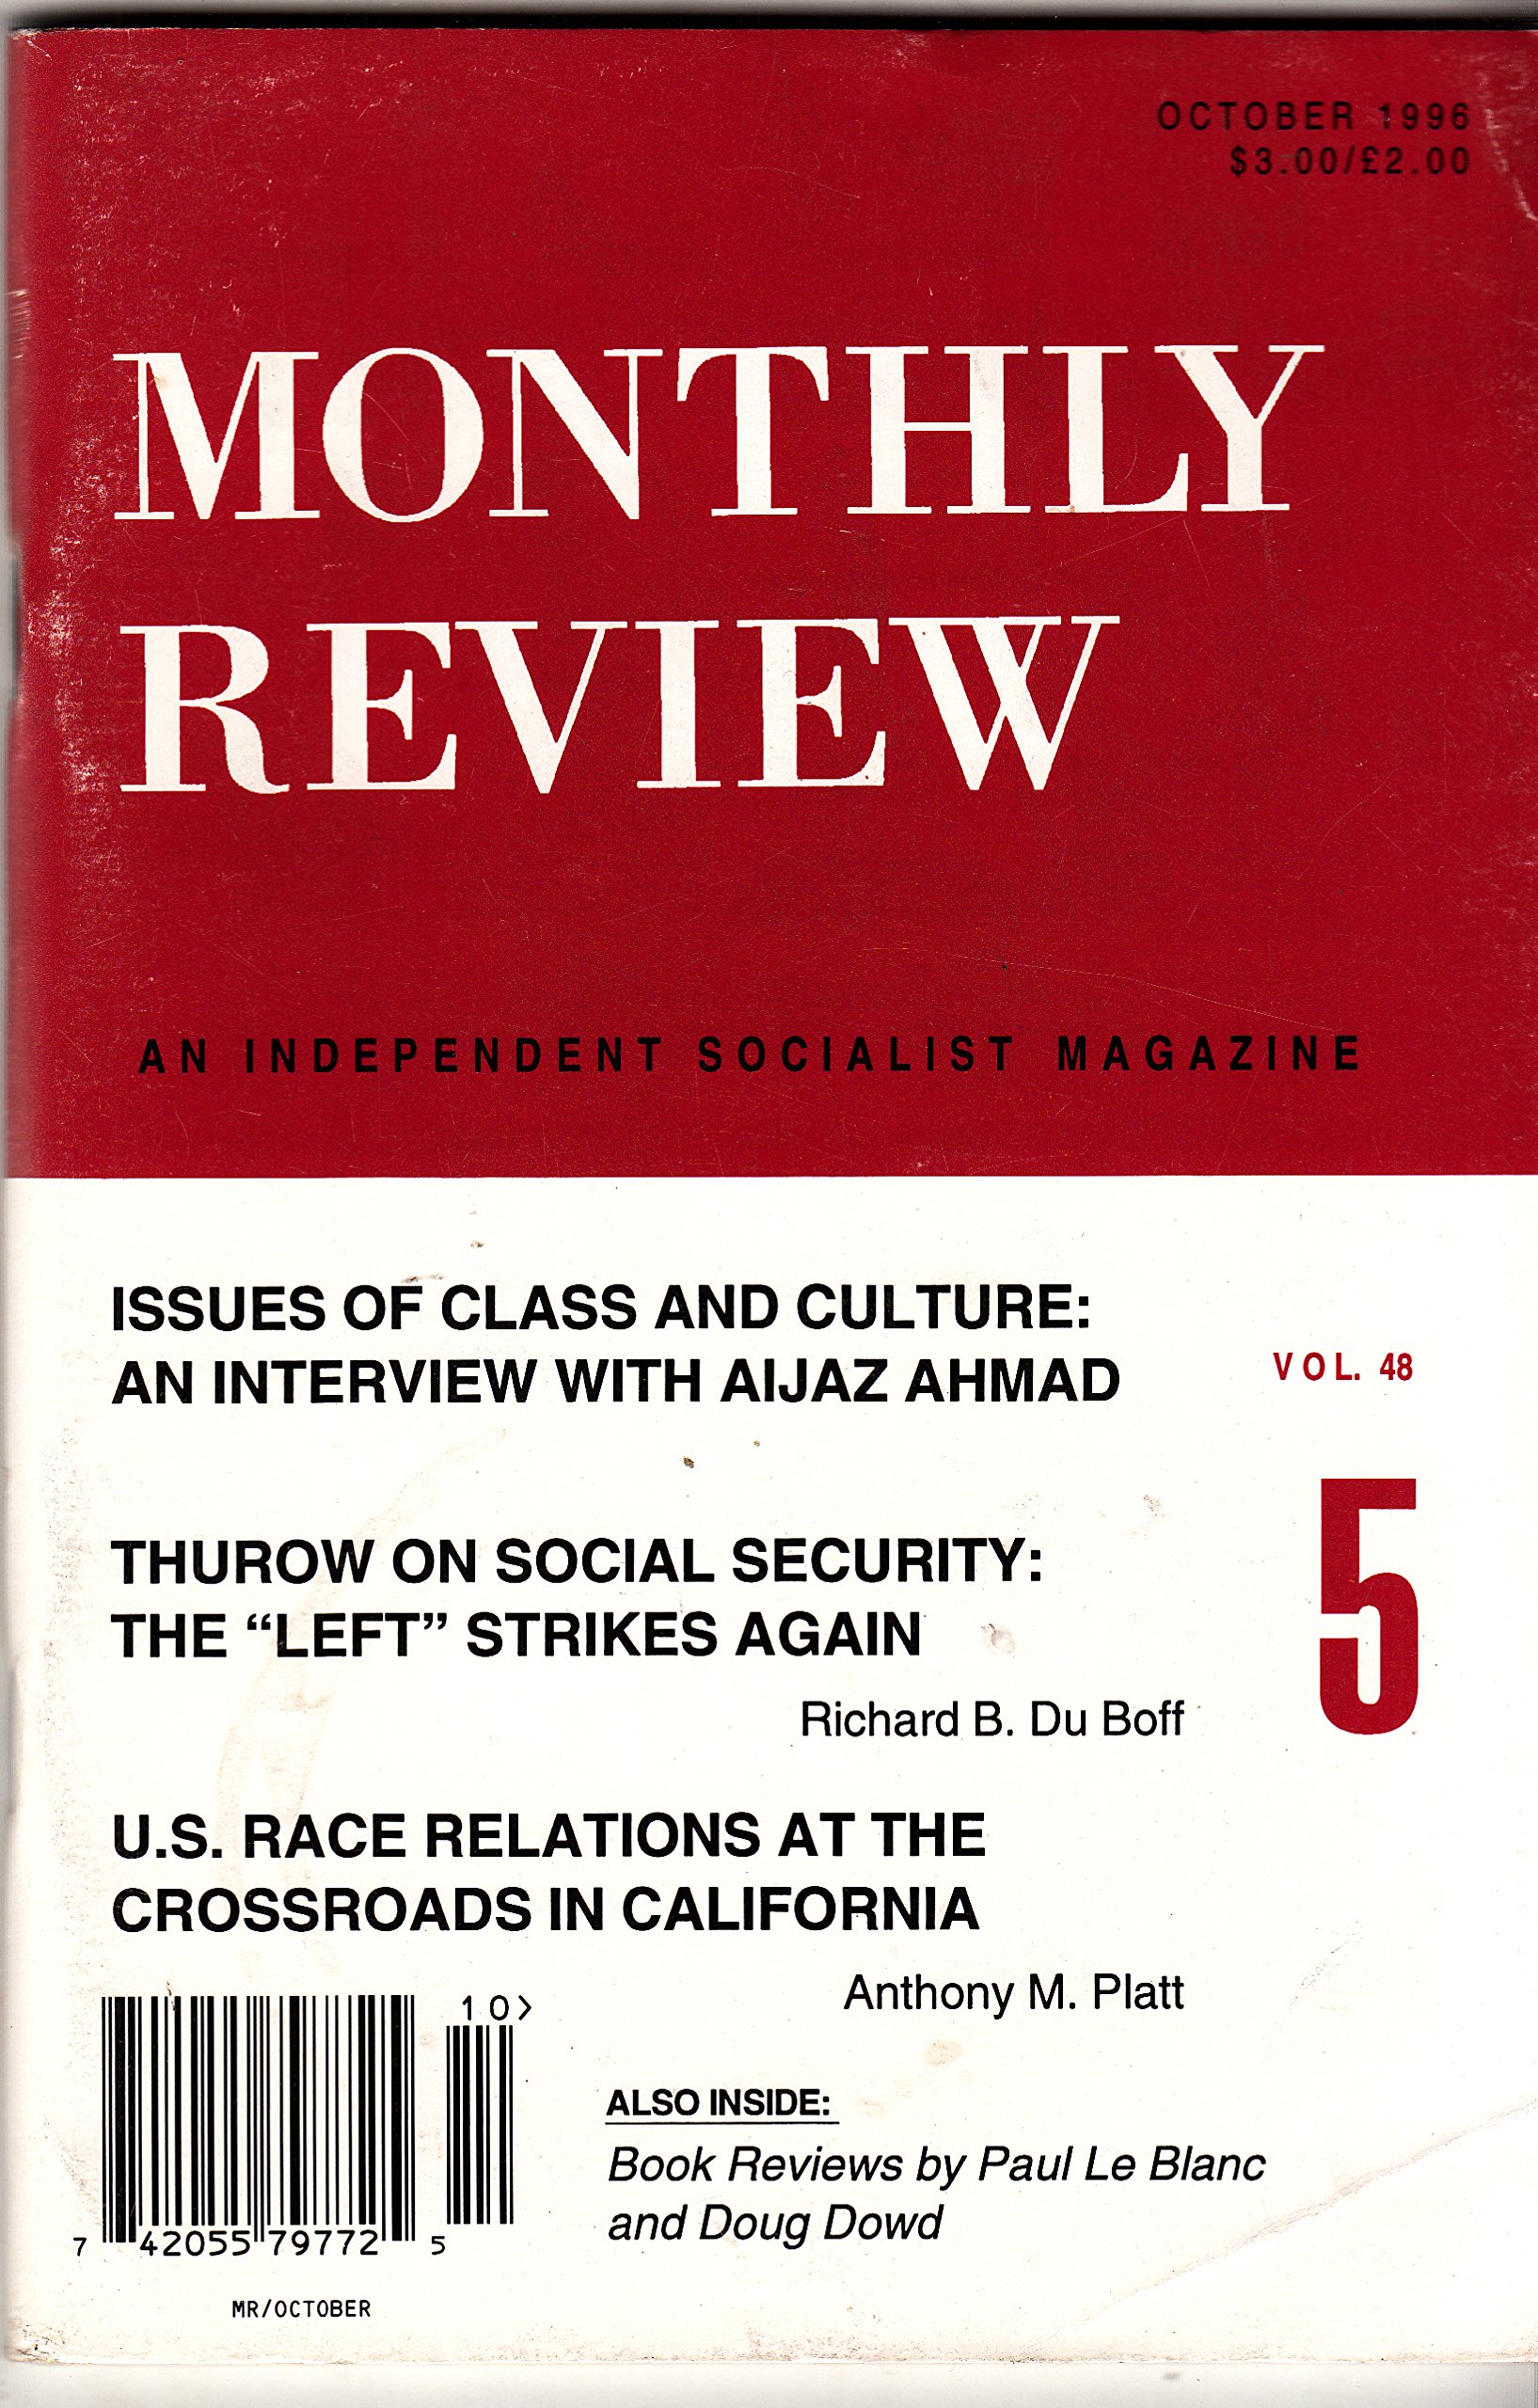 OCTOBER 1996
$3.00/£2.00
MONTHLY
REVIEW
AN INDEPENDENT SOCIALIST MAGAZINE
ISSUES OF CLASS AND CULTURE:
AN INTERVIEW WITH AIJAZ AHMAD
VOL. 48
5
THUROW ON SOCIAL SECURITY:
THE “LEFT” STRIKES AGAIN
Richard B. Du Boff
U.S. RACE RELATIONS AT THE
CROSSROADS IN CALIFORNIA
Anthony M. Platt
10>
7 42055 79772 5
MR/OCTOBER
ALSO INSIDE:
Book Reviews by Paul Le Blanc
and Doug Dowd